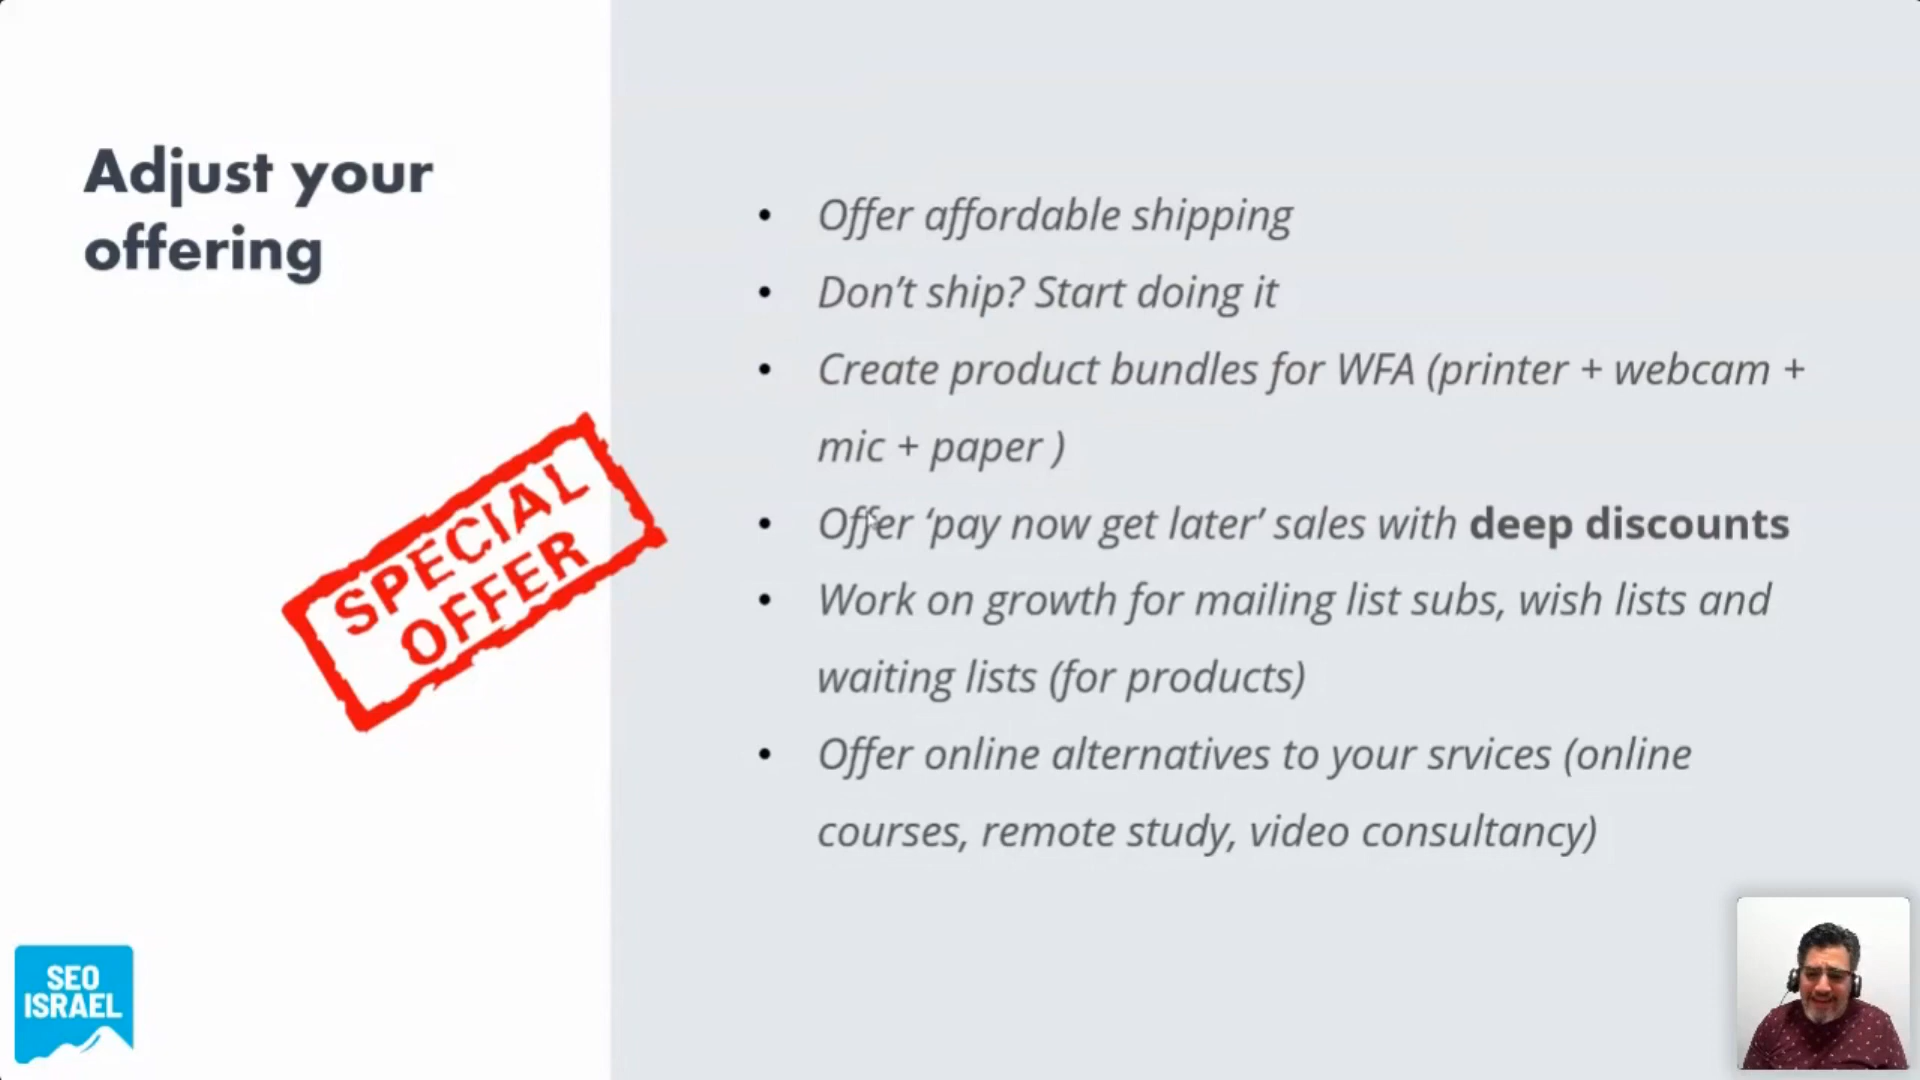 Adjust your
offering
• Offer affordable shipping
• Don’t ship? Start doing it
• Create product bundles for WFA (printer + webcam +
mic + paper )
• Offer ‘pay now get later’ sales with deep discounts
• Work on growth for mailing list subs, wish lists and
waiting lists (for products)
• Offer online alternatives to your srvices (online
courses, remote study, video consultancy)
SPECIAL
OFFER
SEO
ISRAEL